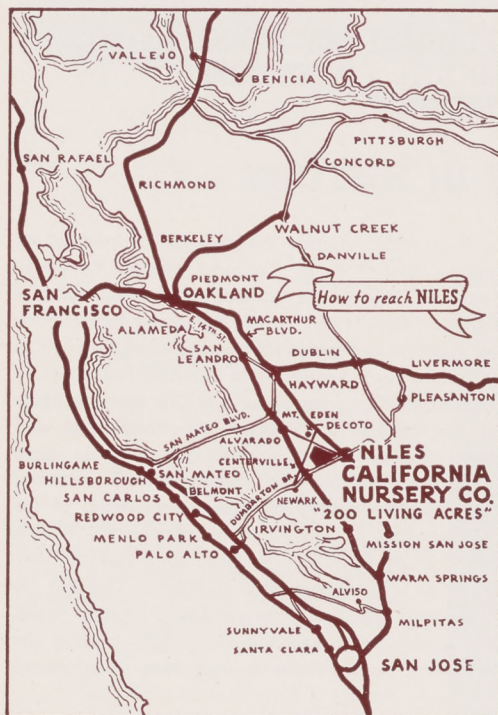 VALLEJO
BENICIA
PITTSBURGH
SAN RAFAEL
CONCORD
RICHMOND
WALNUT CREEK
BERKELEY
DANVILLE
PIEDMONT
How to reach NILES
SAN
FRANCISCO
OAKLAND
MACARTHUR
BLVD.
ALAMEDA
E. 14TH ST.
SAN
LEANDRO
DUBLIN
LIVERMORE
HAYWARD
PLEASANTON
MT. EDEN
SAN MATEO BLVD.
DECOTO
ALVARADO
BURLINGAME
HILLSBOROUGH
SAN MATEO
CENTERVILLE
NILES
CALIFORNIA
NURSERY CO.
"200 LIVING ACRES"
SAN CARLOS
BELMONT
DUMBARTON BR.
NEWARK
REDWOOD CITY
IRVINGTON
MENLO PARK
MISSION SAN JOSE
PALO ALTO
WARM SPRINGS
ALVISO
MILPITAS
SUNNYVALE
SANTA CLARA
SAN JOSE